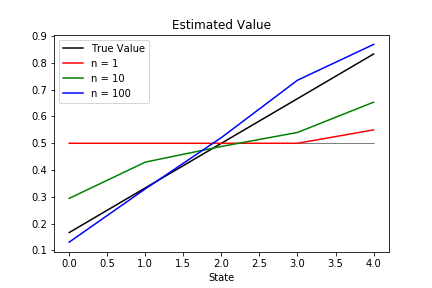 Estimated Value
True Value
n = 1
n = 10
n = 100
0.9
0.8
0.7
0.6
0.5
0.4
0.3
0.2
0.1
0.0 0.5 1.0 1.5 2.0 2.5 3.0 3.5 4.0
State